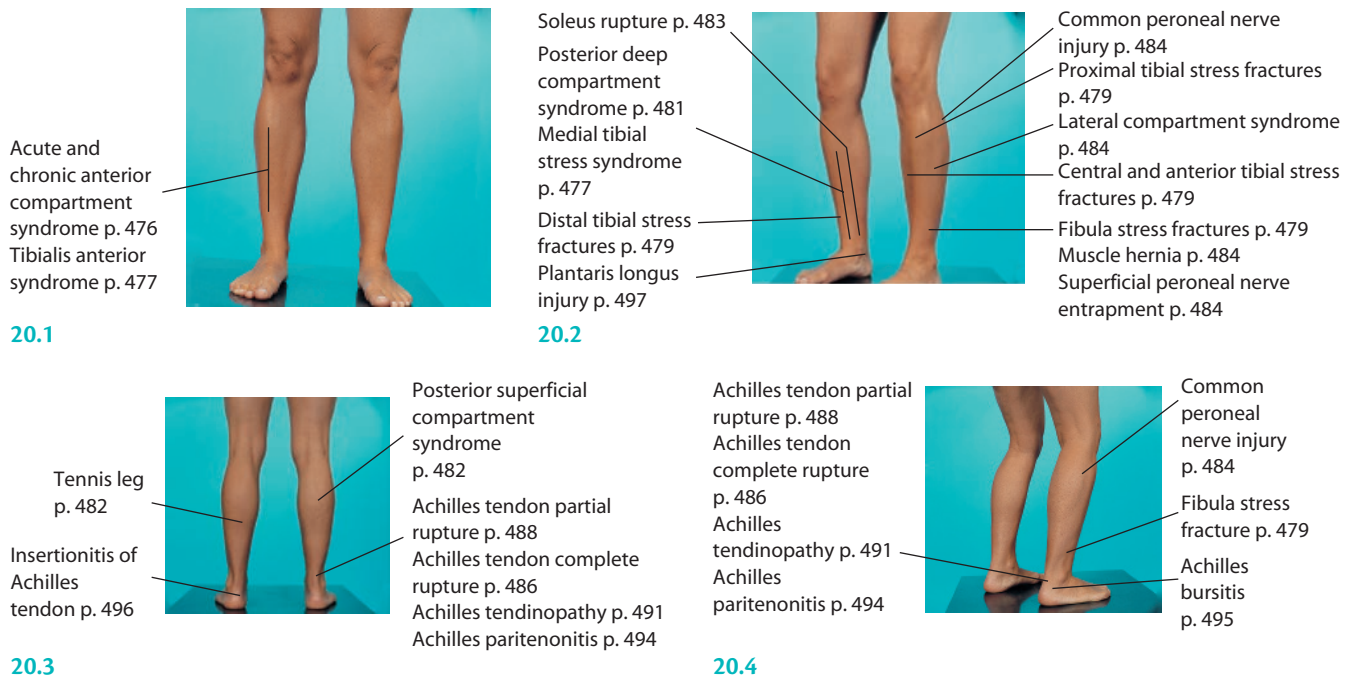 Acute and
chronic anterior
compartment
syndrome p. 476
Tibialis anterior
syndrome p. 477
20.1
Soleus rupture p. 483
Posterior deep
compartment
syndrome p. 481
Medial tibial
stress syndrome
p. 477
Distal tibial stress
fractures p. 479
Plantaris longus
injury p. 497
Common peroneal nerve
injury p. 484
Proximal tibial stress fractures
p. 479
Lateral compartment syndrome
p. 484
Central and anterior tibial stress
fractures p. 479
Fibula stress fractures p. 479
Muscle hernia p. 484
Superficial peroneal nerve
entrapment p. 484
20.2
Tennis leg
p. 482
Insertionitis of
Achilles
tendon p. 496
Posterior superficial
compartment
syndrome
p. 482
Achilles tendon partial
rupture p. 488
Achilles tendon complete
rupture p. 486
Achilles tendinopathy p. 491
Achilles paritenonitis p. 494
20.3
Achilles tendon partial
rupture p. 488
Achilles tendon
complete rupture
p. 486
Achilles
tendinopathy p. 491
Achilles
paritenonitis p. 494
Common
peroneal
nerve injury
p. 484
Fibula stress
fracture p. 479
Achilles
bursitis
p. 495
20.4